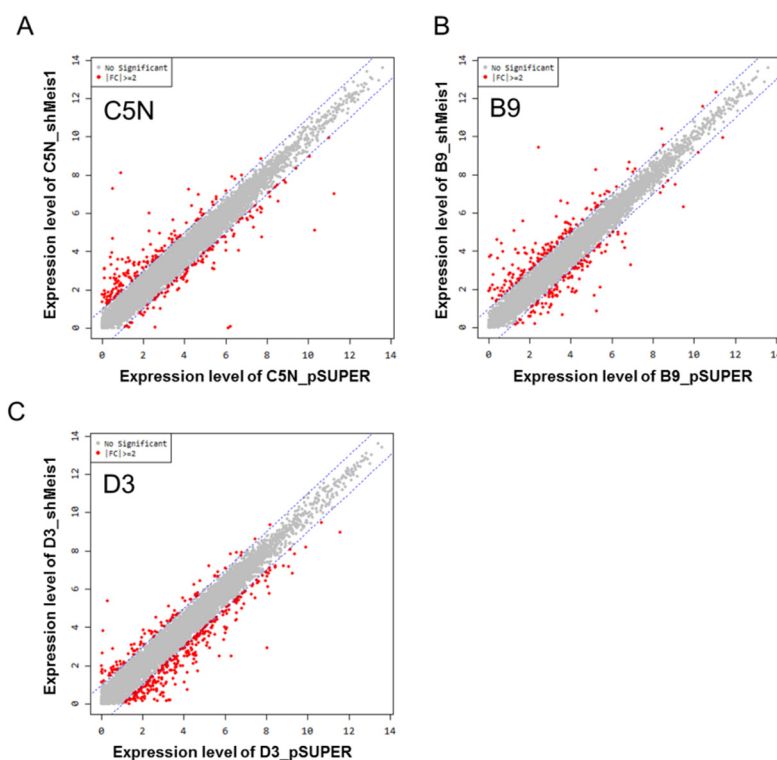 A
No Significant
|FC|>=2
C5N
Expression level of C5N_shMeis1
0 2 4 6 8 10 12 14
0 2 4 6 8 10 12 14
Expression level of C5N_pSUPER
B
No Significant
|FC|>=2
B9
Expression level of B9_shMeis1
0 2 4 6 8 10 12 14
0 2 4 6 8 10 12 14
Expression level of B9_pSUPER
C
No Significant
|FC|>=2
D3
Expression level of D3_shMeis1
0 2 4 6 8 10 12 14
0 2 4 6 8 10 12 14
Expression level of D3_pSUPER